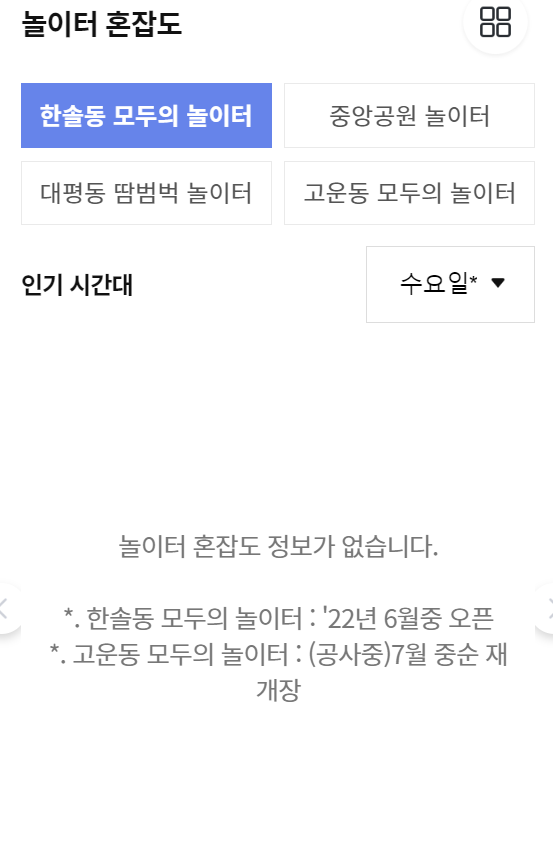 놀이터 혼잡도
한솔동 모두의 놀이터
중앙공원 놀이터
대평동 땀범벅 놀이터
고운동 모두의 놀이터
인기 시간대
수요일*
놀이터 혼잡도 정보가 없습니다.
*. 한솔동 모두의 놀이터 : '22년 6월중 오픈
*. 고운동 모두의 놀이터 : (공사중)7월 중순 재
개장